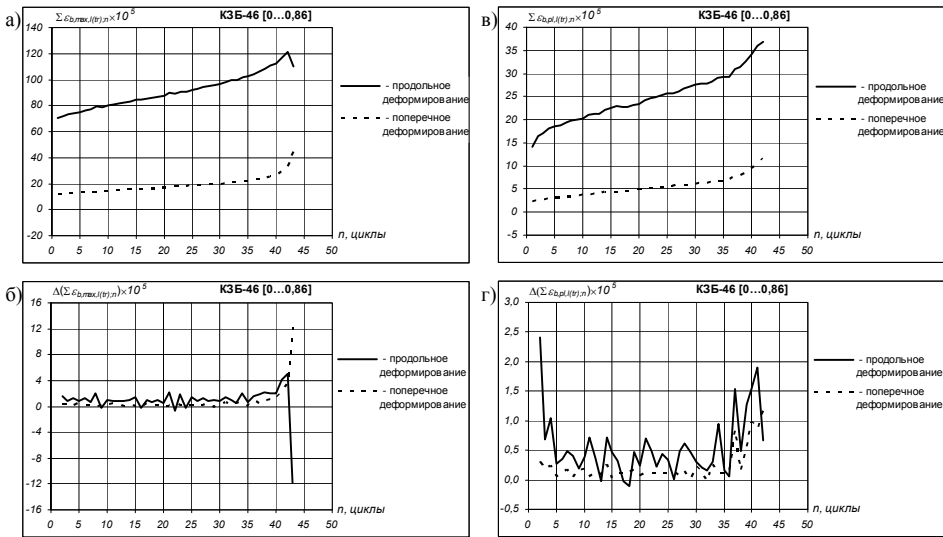 а)
Σ ε_b,max,l(tr);n ×10^5
КЗБ-46 [0...0,86]
140
120
100
80
60
40
20
0
-20
0 5 10 15 20 25 30 35 40 45 50
n, циклы
- продольное
деформирование
- поперечное
деформирование
в)
Σ ε_b,pl,l(tr);n ×10^5
КЗБ-46 [0...0,86]
40
35
30
25
20
15
10
5
0
-5
0 5 10 15 20 25 30 35 40 45 50
n, циклы
- продольное
деформирование
- поперечное
деформирование
б)
Δ(Σ ε_b,max,l(tr);n)×10^5
КЗБ-46 [0...0,86]
16
12
8
4
0
-4
-8
-12
-16
0 5 10 15 20 25 30 35 40 45 50
n, циклы
- продольное
деформирование
- поперечное
деформирование
г)
Δ(Σ ε_b,pl,l(tr);n)×10^5
КЗБ-46 [0...0,86]
3,0
2,5
2,0
1,5
1,0
0,5
0,0
-0,5
0 5 10 15 20 25 30 35 40 45 50
n, циклы
- продольное
деформирование
- поперечное
деформирование